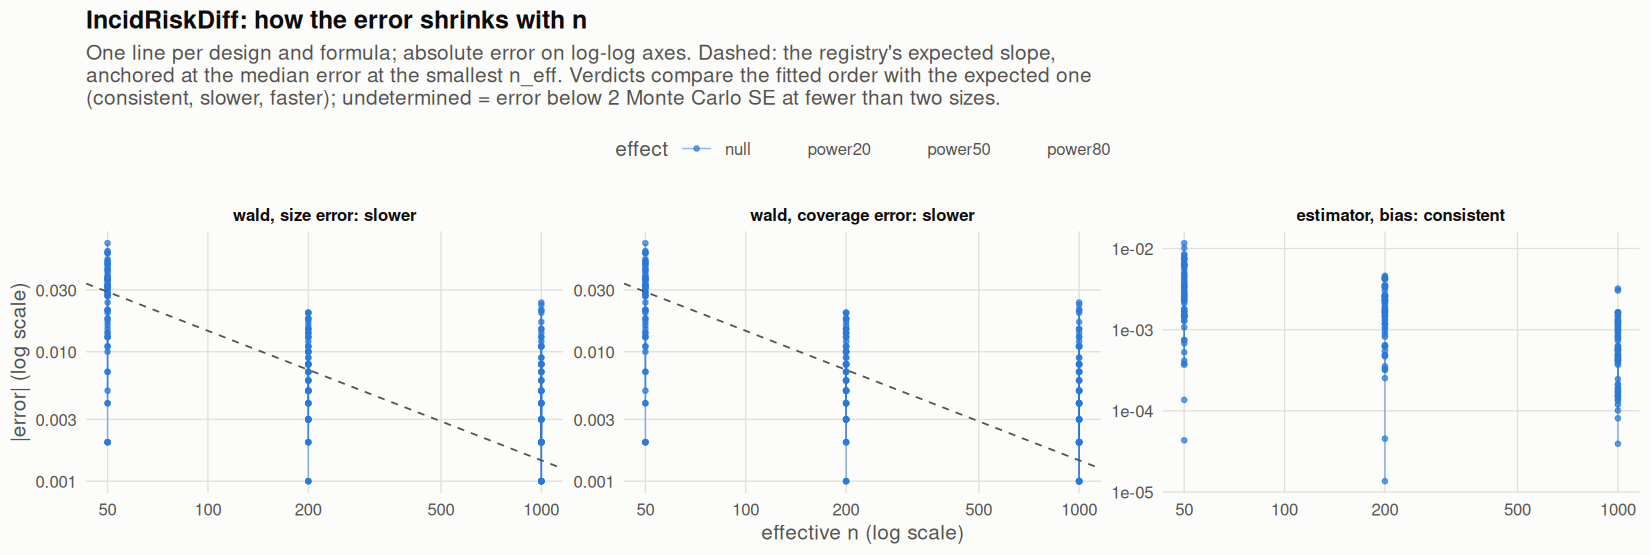 IncidRiskDiff: how the error shrinks with n
One line per design and formula; absolute error on log-log axes. Dashed: the registry's expected slope,
anchored at the median error at the smallest n_eff. Verdicts compare the fitted order with the expected one
(consistent, slower, faster); undetermined = error below 2 Monte Carlo SE at fewer than two sizes.
effect null power20 power50 power80
wald, size error: slower
wald, coverage error: slower
estimator, bias: consistent
|error| (log scale)
0.030
0.010
0.003
0.001
50 100 200 500 1000
0.030
0.010
0.003
0.001
50 100 200 500 1000
1e-02
1e-03
1e-04
1e-05
50 100 200 500 1000
effective n (log scale)